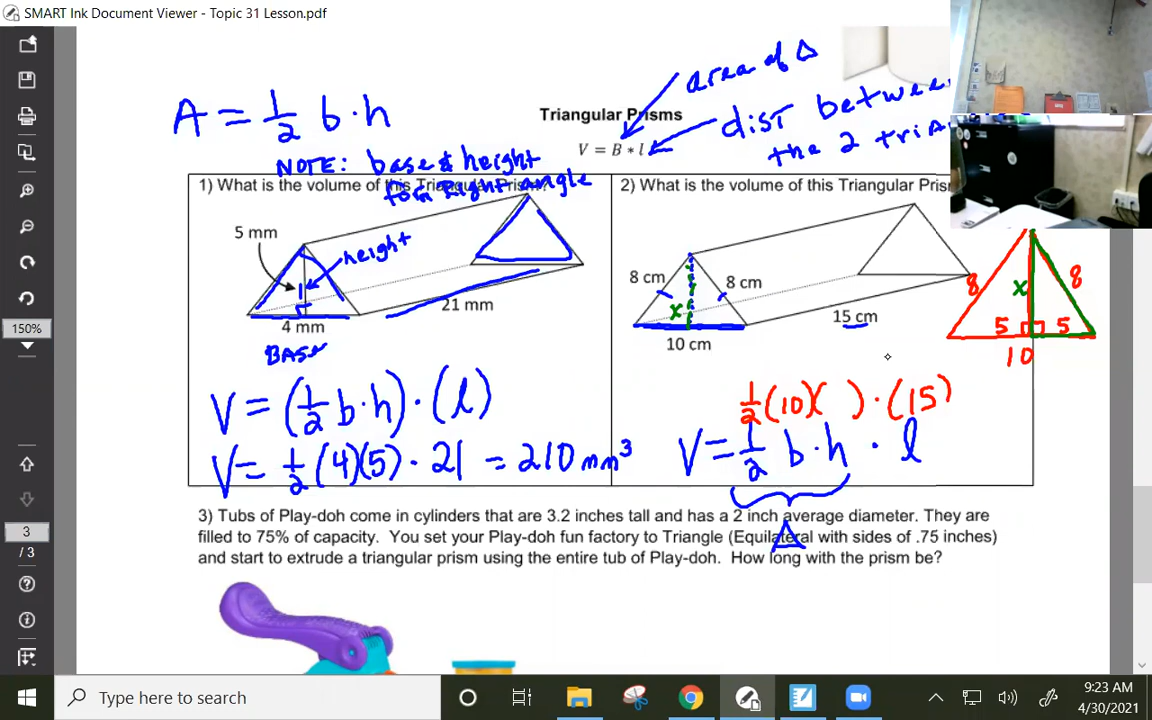 SMART Ink Document Viewer - Topic 31 Lesson.pdf
A = 1/2 b·h
area of Δ
Triangular Prisms
V = B * l
dist between
the 2 tria
NOTE: base & height
form Right angle
1) What is the volume of this Triangular Prism?
5 mm
height
21 mm
4 mm
BASE
V = (1/2 b·h)·(l)
V = 1/2 (4)(5)·21 = 210 mm³
2) What is the volume of this Triangular Pris
8 cm
8 cm
x
15 cm
10 cm
8
x
8
5
5
10
1/2 (10)( )·(15)
V = 1/2 b·h · l
Δ
3) Tubs of Play-doh come in cylinders that are 3.2 inches tall and has a 2 inch average diameter. They are
filled to 75% of capacity. You set your Play-doh fun factory to Triangle (Equilateral with sides of .75 inches)
and start to extrude a triangular prism using the entire tub of Play-doh. How long with the prism be?
150%
3
/ 3
Type here to search
9:23 AM
4/30/2021